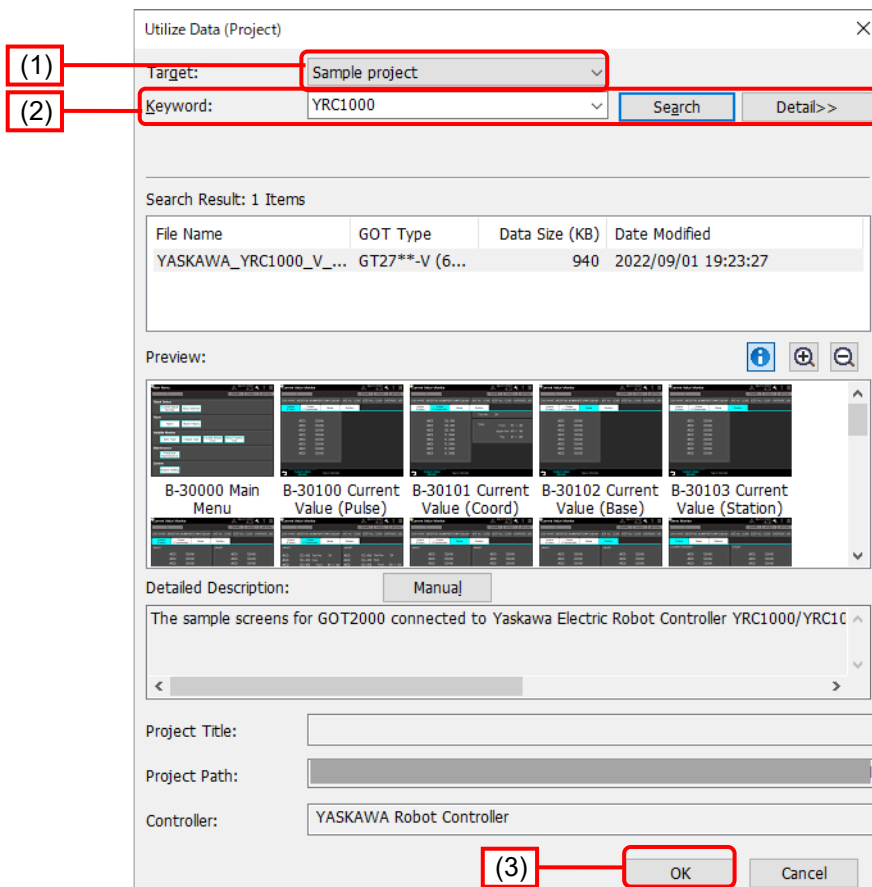 Utilize Data (Project)
(1)
Target:
Sample project
(2)
Keyword:
YRC1000
Search
Detail>>
Search Result: 1 Items
File Name GOT Type Data Size (KB) Date Modified
YASKAWA_YRC1000_V_... GT27**-V (6... 940 2022/09/01 19:23:27
Preview:
B-30000 Main Menu
B-30100 Current Value (Pulse)
B-30101 Current Value (Coord)
B-30102 Current Value (Base)
B-30103 Current Value (Station)
Detailed Description:
Manual
The sample screens for GOT2000 connected to Yaskawa Electric Robot Controller YRC1000/YRC10
Project Title:
Project Path:
Controller:
YASKAWA Robot Controller
(3)
OK
Cancel